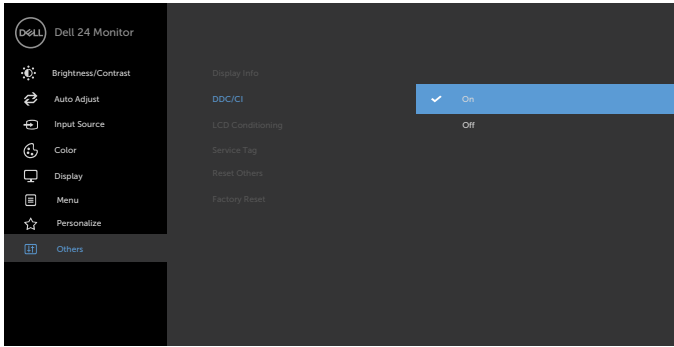 DELL Dell 24 Monitor
Brightness/Contrast
Auto Adjust
Input Source
Color
Display
Menu
Personalize
Others
Display Info
DDC/CI
LCD Conditioning
Service Tag
Reset Others
Factory Reset
On
Off